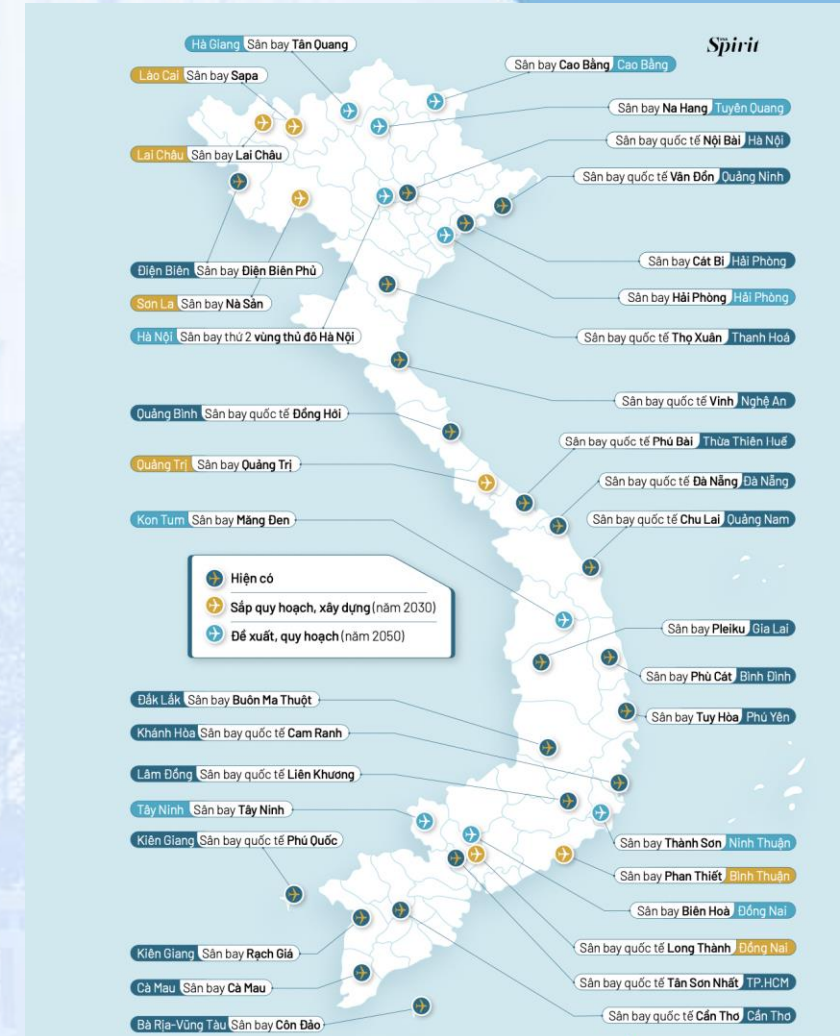 The Spirit
Hà Giang Sân bay Tân Quang
Sân bay Cao Bằng Cao Bằng
Lào Cai Sân bay Sapa
Sân bay Na Hang Tuyên Quang
Sân bay quốc tế Nội Bài Hà Nội
Lai Châu Sân bay Lai Châu
Sân bay quốc tế Vân Đồn Quảng Ninh
Sân bay Cát Bi Hải Phòng
Điện Biên Sân bay Điện Biên Phủ
Sân bay Hải Phòng Hải Phòng
Sơn La Sân bay Nà Sản
Hà Nội Sân bay thứ 2 vùng thủ đô Hà Nội
Sân bay quốc tế Thọ Xuân Thanh Hoá
Sân bay quốc tế Vinh Nghệ An
Quảng Bình Sân bay quốc tế Đồng Hới
Sân bay quốc tế Phú Bài Thừa Thiên Huế
Quảng Trị Sân bay Quảng Trị
Sân bay quốc tế Đà Nẵng Đà Nẵng
Kon Tum Sân bay Măng Đen
Sân bay quốc tế Chu Lai Quảng Nam
Hiện có
Sắp quy hoạch, xây dựng (năm 2030)
Đề xuất, quy hoạch (năm 2050)
Sân bay Pleiku Gia Lai
Sân bay Phù Cát Bình Định
Đắk Lắk Sân bay Buôn Ma Thuột
Sân bay Tuy Hòa Phú Yên
Khánh Hòa Sân bay quốc tế Cam Ranh
Lâm Đồng Sân bay quốc tế Liên Khương
Tây Ninh Sân bay Tây Ninh
Kiên Giang Sân bay quốc tế Phú Quốc
Sân bay Thành Sơn Ninh Thuận
Sân bay Phan Thiết Bình Thuận
Sân bay Biên Hoà Đồng Nai
Sân bay quốc tế Long Thành Đồng Nai
Kiên Giang Sân bay Rạch Giá
Sân bay quốc tế Tân Sơn Nhất TP.HCM
Cà Mau Sân bay Cà Mau
Sân bay quốc tế Cần Thơ Cần Thơ
Bà Rịa-Vũng Tàu Sân bay Côn Đảo